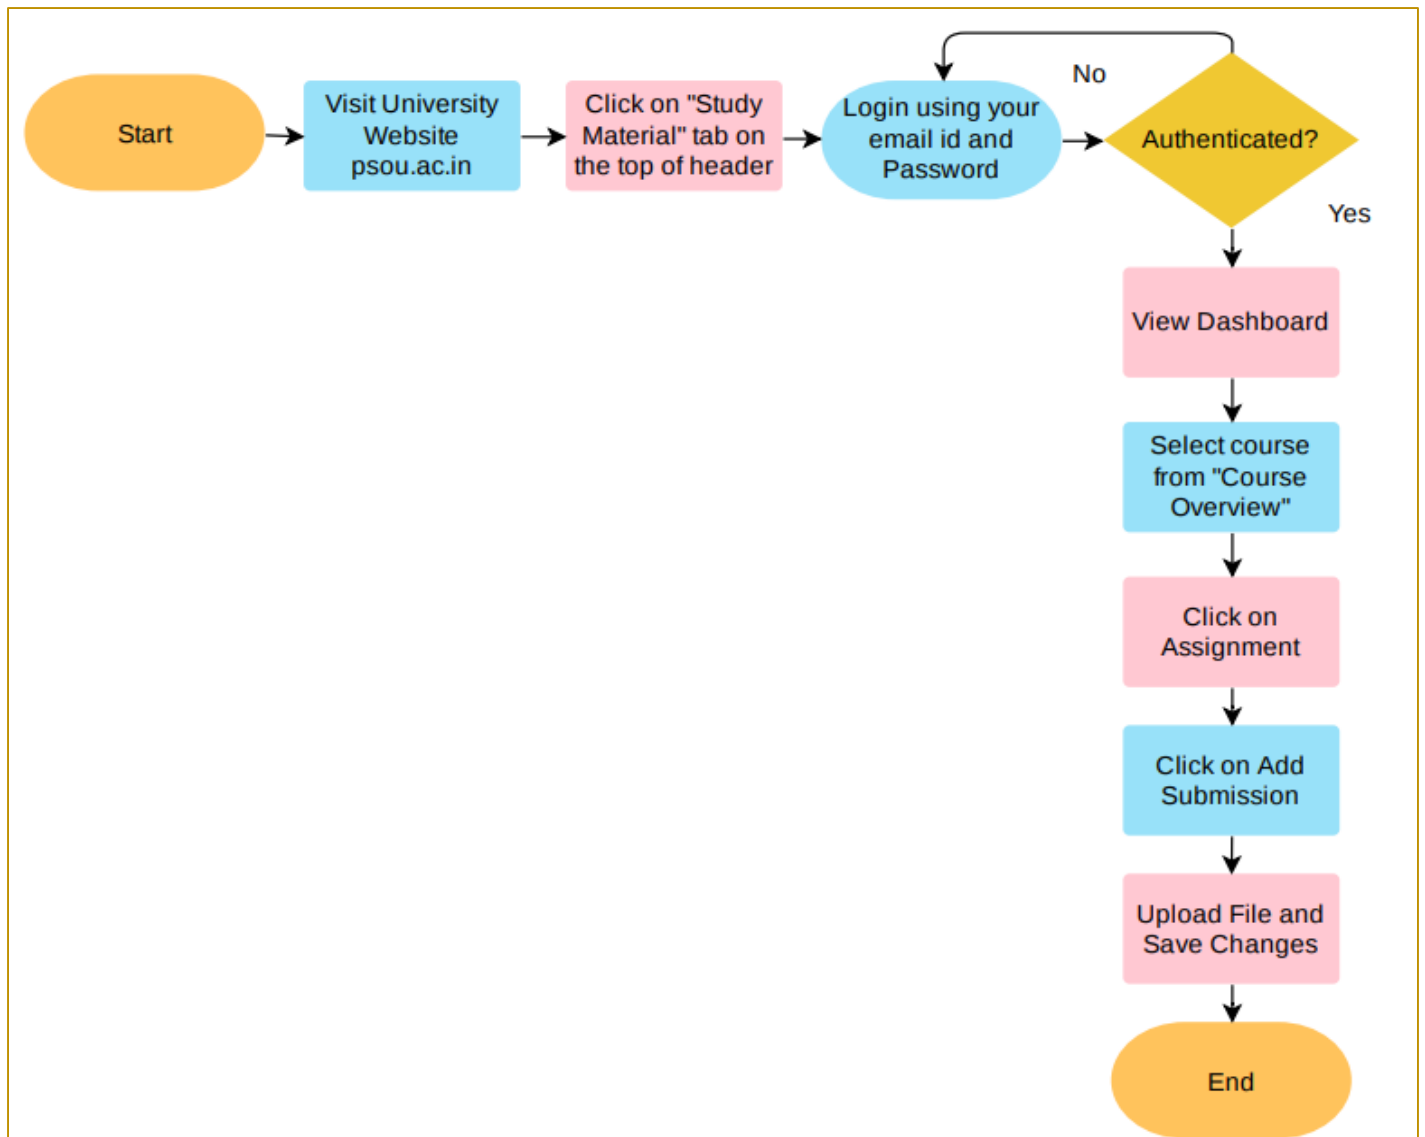 Start
Visit University
Website
psou.ac.in
Click on "Study
Material" tab on
the top of header
Login using your
email id and
Password
No
Authenticated?
Yes
View Dashboard
Select course
from "Course
Overview"
Click on
Assignment
Click on Add
Submission
Upload File and
Save Changes
End